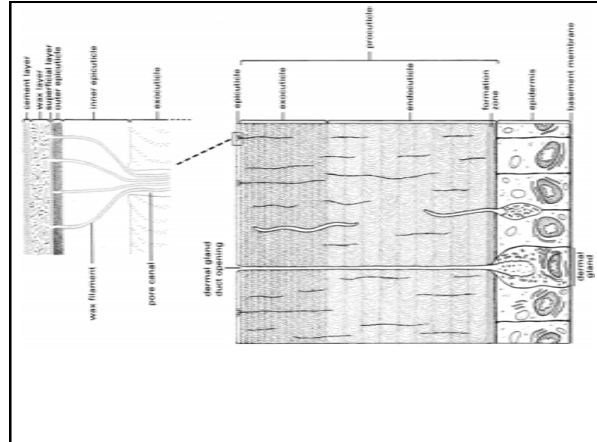 cement layer
wax layer
superficial layer
outer epicuticle
inner epicuticle
exocuticle
wax filament
pore canal
procuticle
epicuticle
exocuticle
endocuticle
formation
zone
epidermis
basement membrane
dermal gland
duct opening
dermal
gland